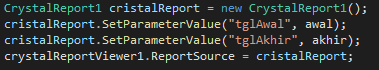 CrystalReport1 cristalReport = new CrystalReport1();
cristalReport.SetParameterValue("tglAwal", awal);
cristalReport.SetParameterValue("tglAkhir", akhir);
crystalReportViewer1.ReportSource = cristalReport;